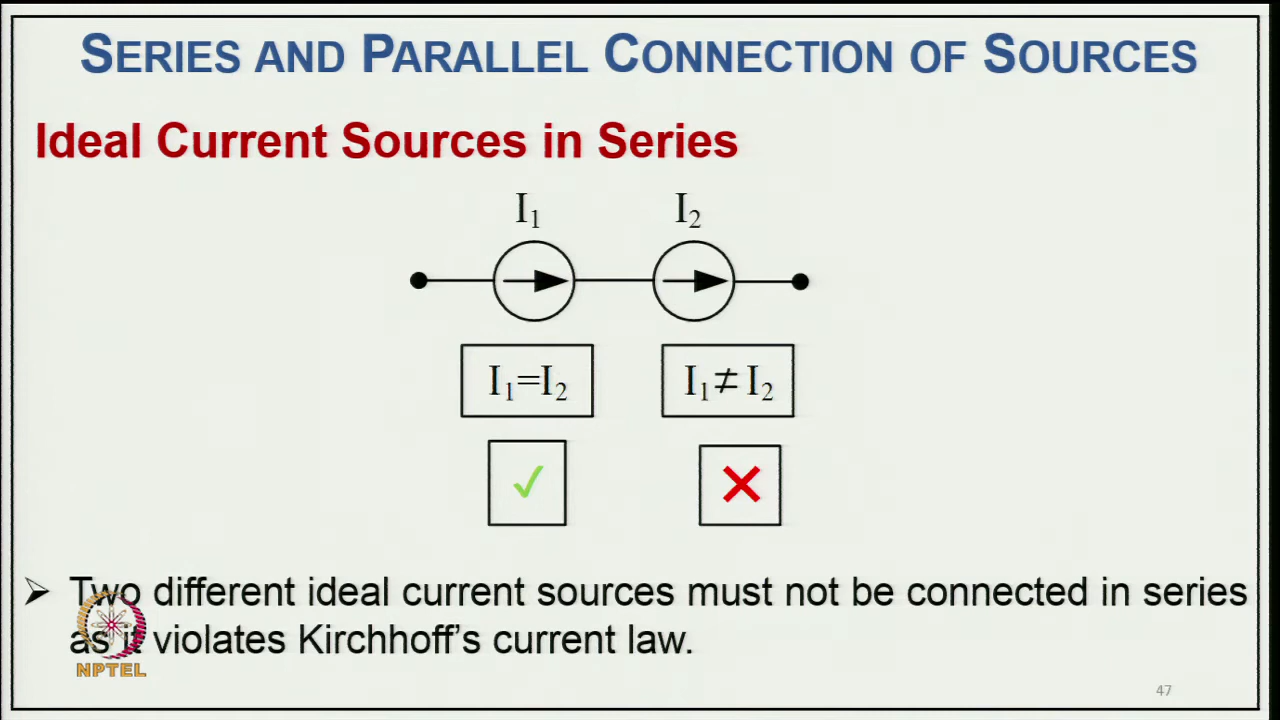 SERIES AND PARALLEL CONNECTION OF SOURCES
Ideal Current Sources in Series
I₁ I₂
I₁=I₂ I₁≠I₂
✓ ✕
➢ Two different ideal current sources must not be connected in series
as it violates Kirchhoff's current law.
NPTEL
47